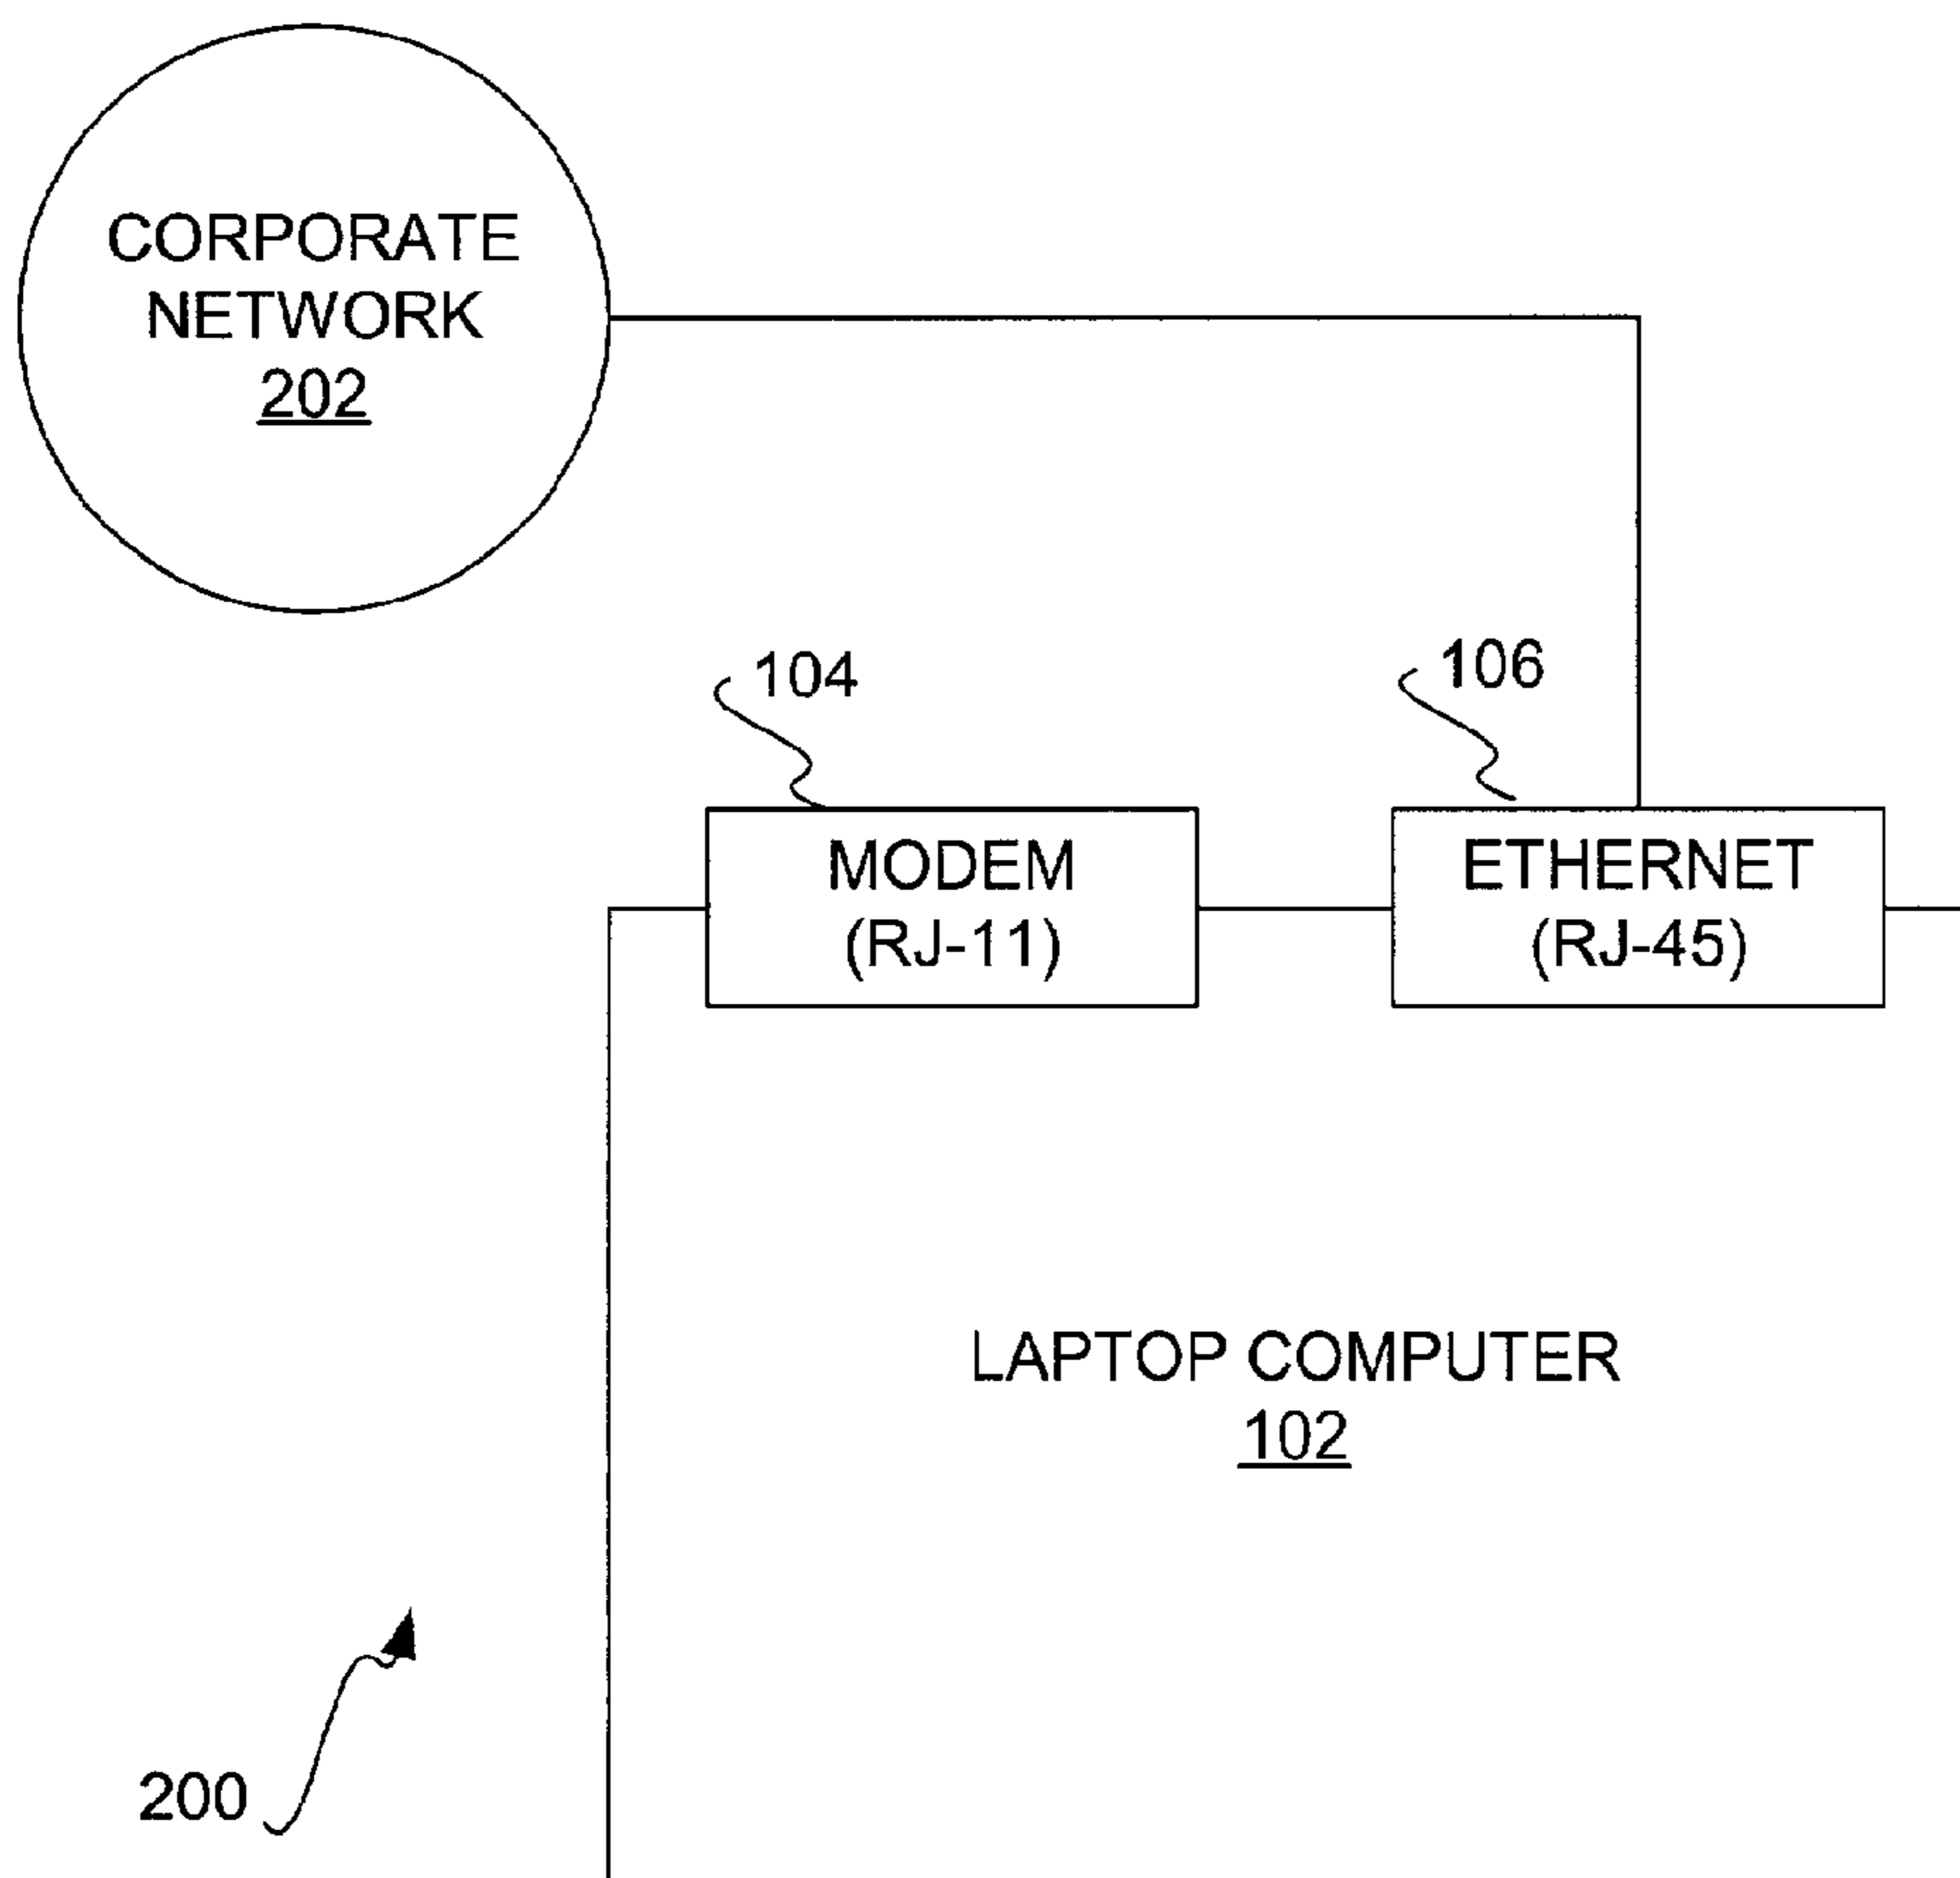 CORPORATE
NETWORK
202
104
106
MODEM
(RJ-11)
ETHERNET
(RJ-45)
LAPTOP COMPUTER
102
200